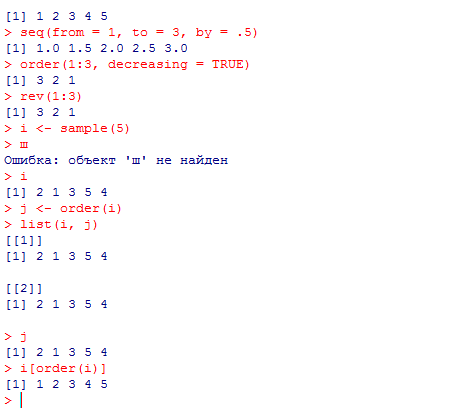 [1] 1 2 3 4 5
> seq(from = 1, to = 3, by = .5)
[1] 1.0 1.5 2.0 2.5 3.0
> order(1:3, decreasing = TRUE)
[1] 3 2 1
> rev(1:3)
[1] 3 2 1
> i <- sample(5)
> ш
Ошибка: объект 'ш' не найден
> i
[1] 2 1 3 5 4
> j <- order(i)
> list(i, j)
[[1]]
[1] 2 1 3 5 4
[[2]]
[1] 2 1 3 5 4
> j
[1] 2 1 3 5 4
> i[order(i)]
[1] 1 2 3 4 5
>